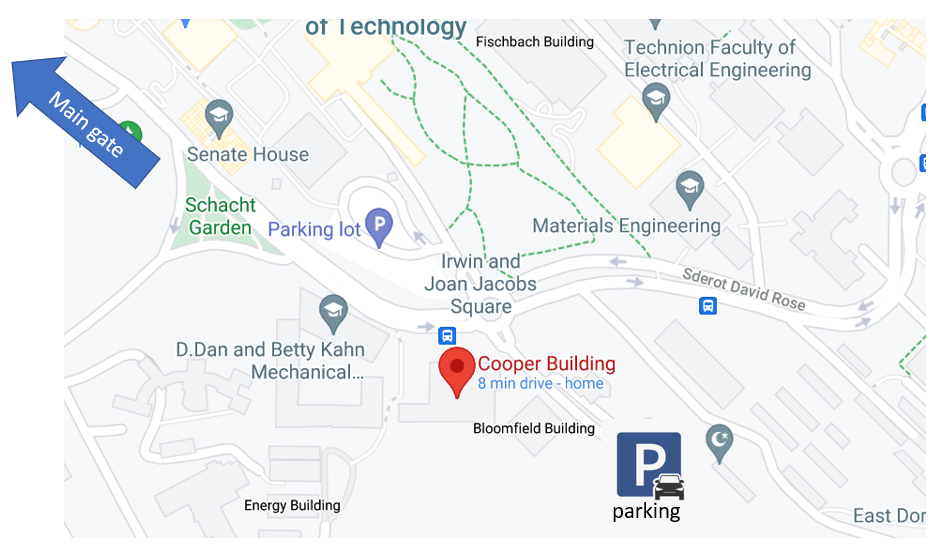 of Technology
Fischbach Building
Technion Faculty of
Electrical Engineering
Main gate
Senate House
Schacht
Garden
Parking lot
P
Materials Engineering
Irwin and
Joan Jacobs
Square
Sderot David Rose
D.Dan and Betty Kahn
Mechanical...
Cooper Building
8 min drive - home
Bloomfield Building
P
parking
Energy Building
East Dor